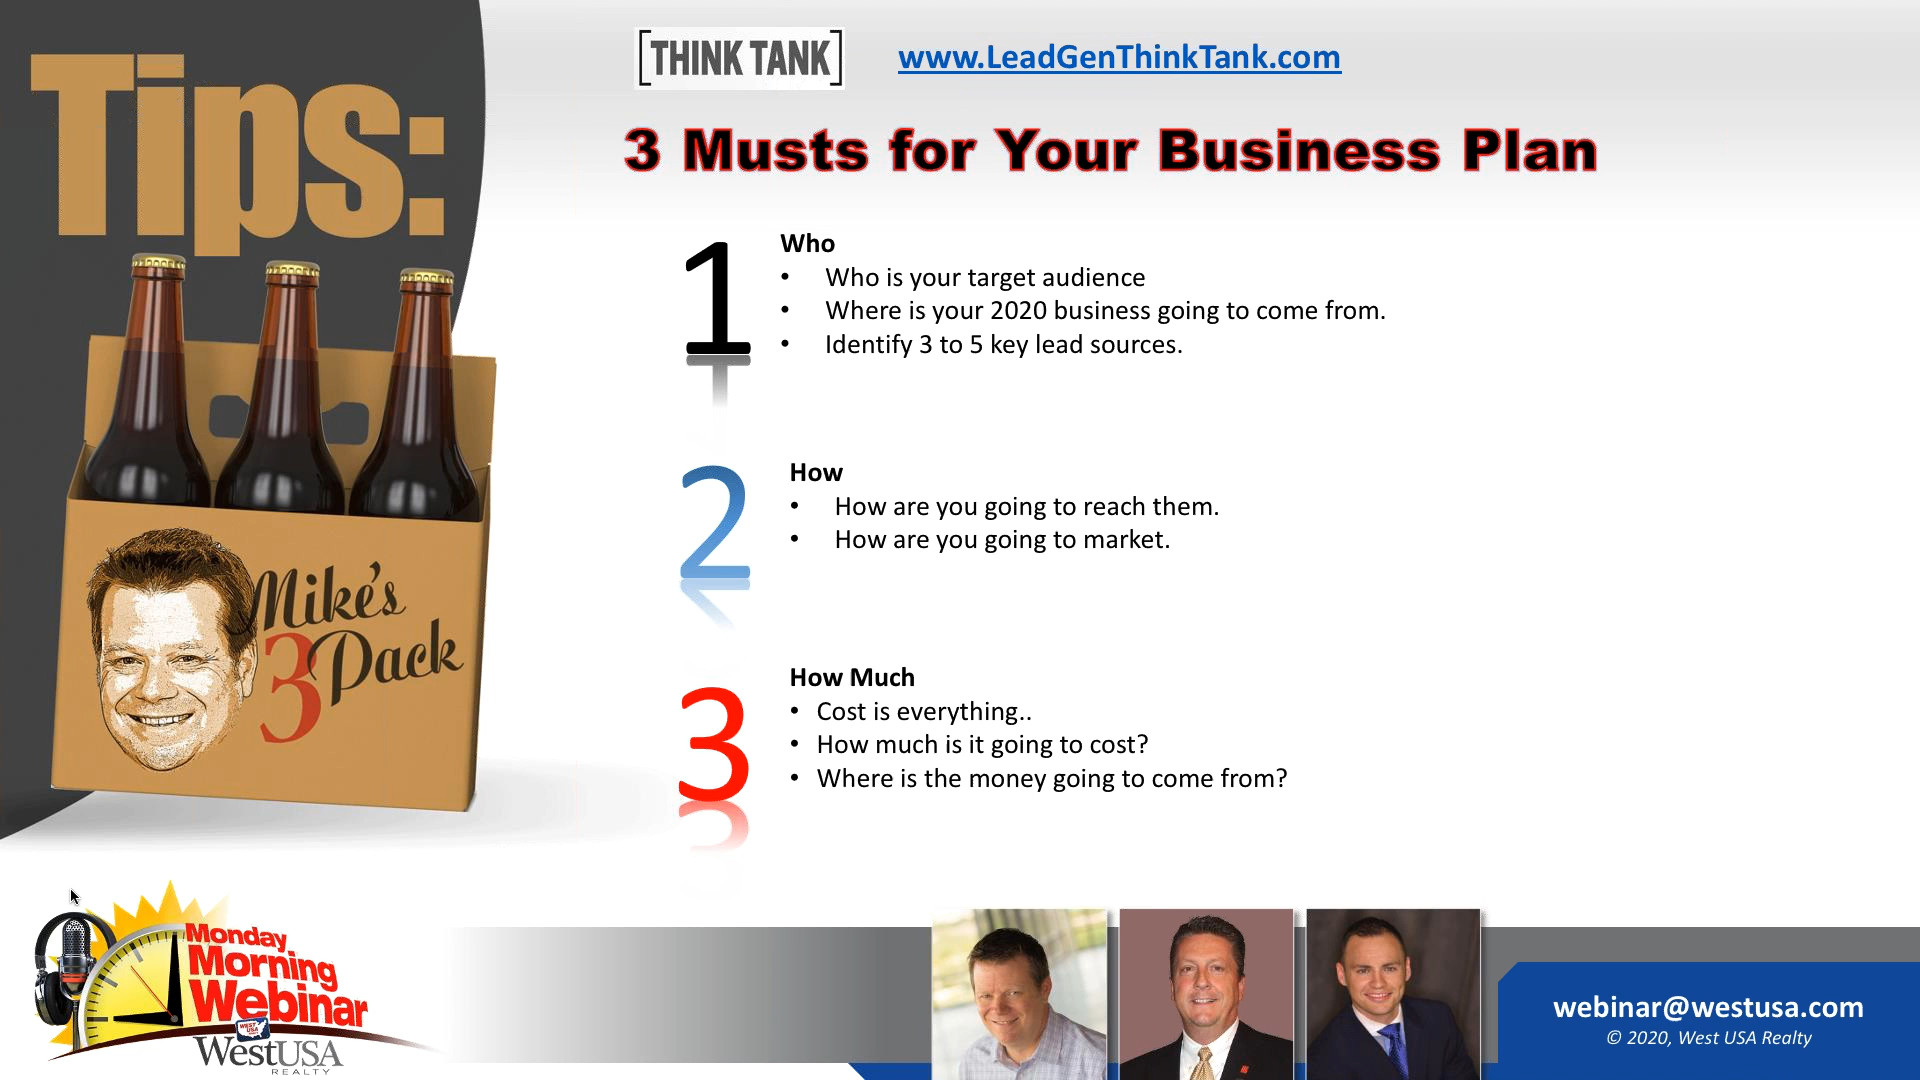 Tips:
[THINK TANK]
www.LeadGenThinkTank.com
3 Musts for Your Business Plan
1
Who
• Who is your target audience
• Where is your 2020 business going to come from.
• Identify 3 to 5 key lead sources.
2
How
• How are you going to reach them.
• How are you going to market.
3
How Much
• Cost is everything..
• How much is it going to cost?
• Where is the money going to come from?
Mike's
3 Pack
Monday
Morning
Webinar
WEST
USA
WestUSA
REALTY
webinar@westusa.com
© 2020, West USA Realty